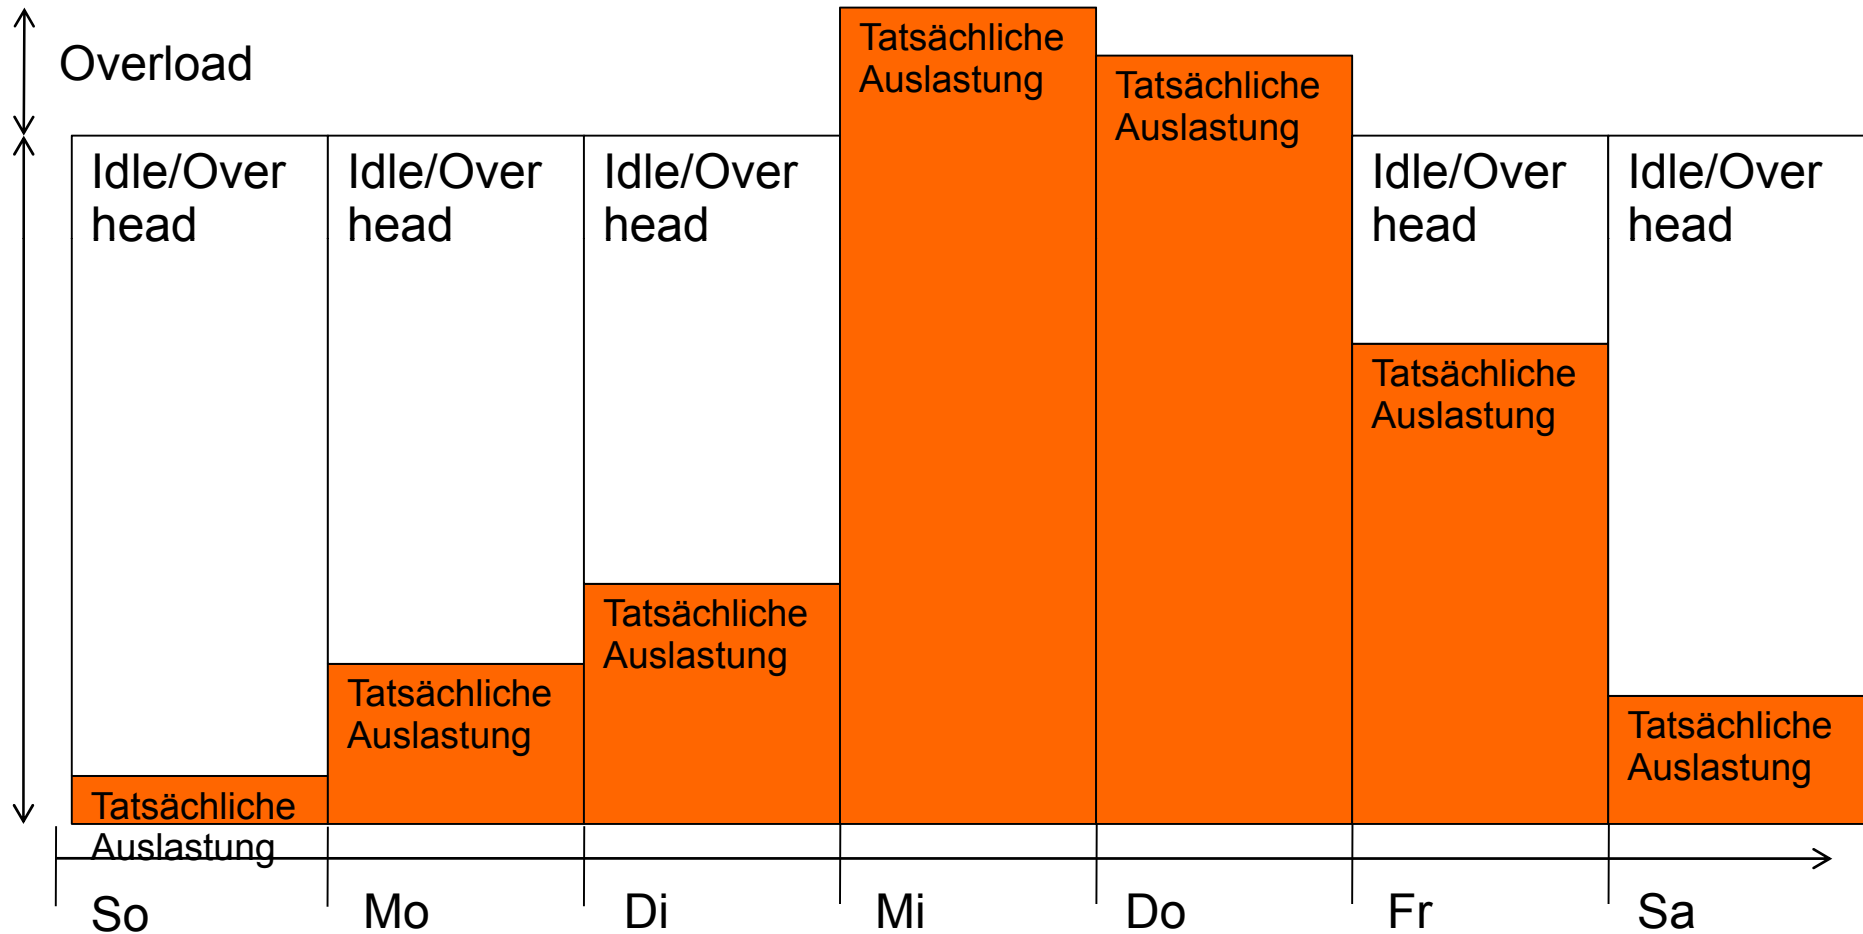 Overload
Tatsächliche
Auslastung
Tatsächliche
Auslastung
Idle/Over
head
Idle/Over
head
Idle/Over
head
Idle/Over
head
Idle/Over
head
Tatsächliche
Auslastung
Tatsächliche
Auslastung
Tatsächliche
Auslastung
Tatsächliche
Auslastung
Tatsächliche
Auslastung
So
Mo
Di
Mi
Do
Fr
Sa